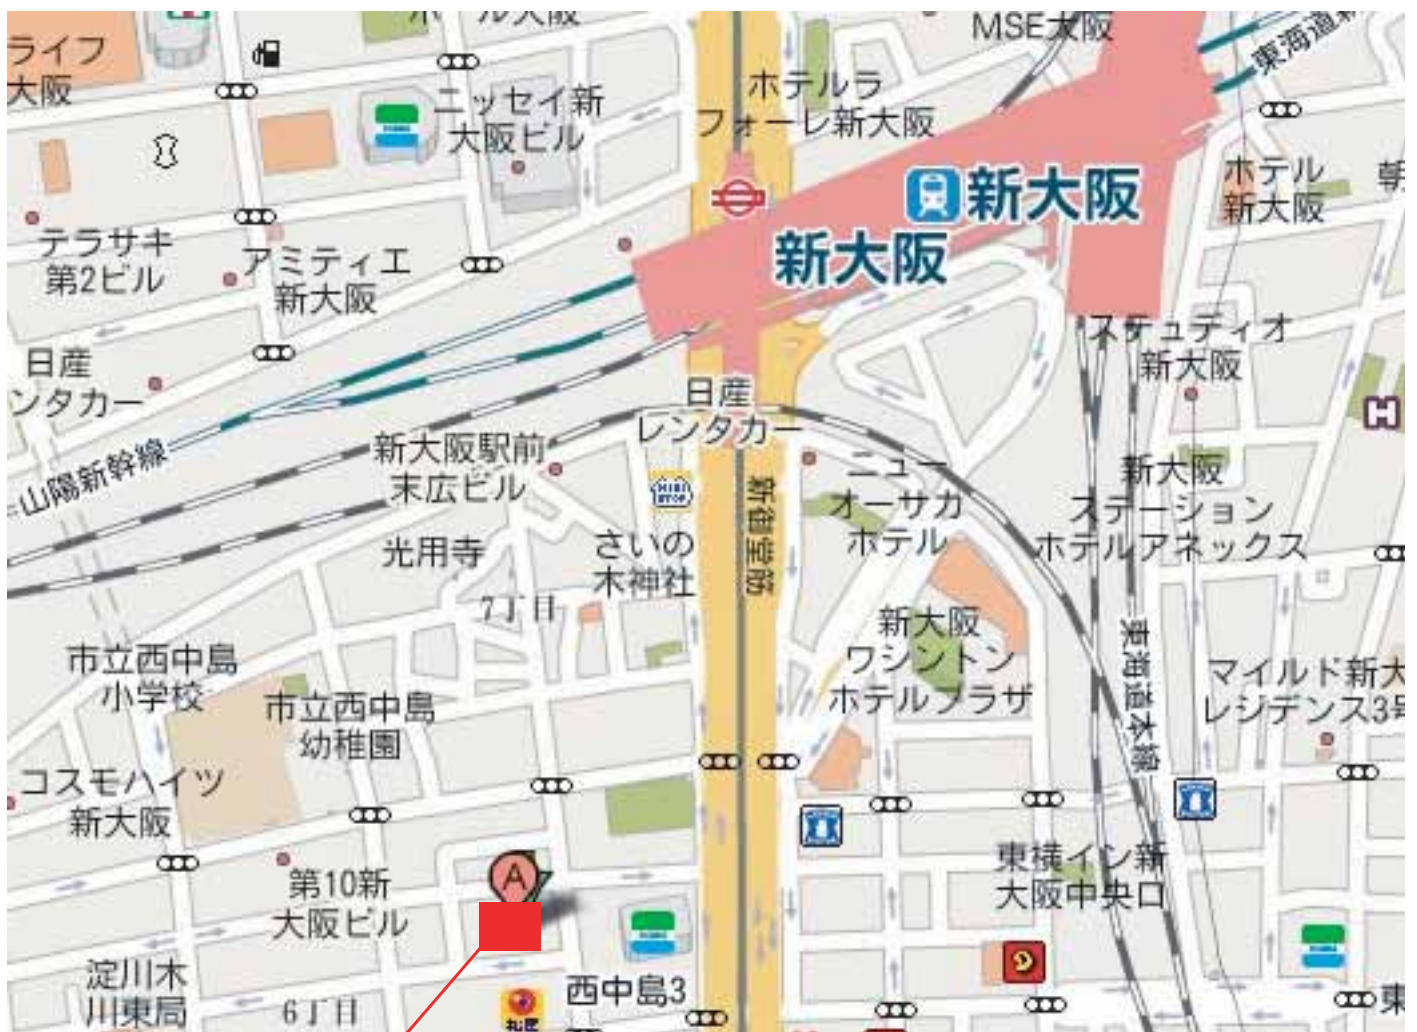 ホテル大阪
MSE大阪
ライフ
大阪
東海道新
ニッセイ新
大阪ビル
ホテルラ
フォーレ新大阪
ホテル
新大阪
朝
新大阪
新大阪
テラサキ
第2ビル
アミティエ
新大阪
ステュディオ
新大阪
日産
ンタカー
日産
レンタカー
H
山陽新幹線
新大阪駅前
末広ビル
MINI
STOP
新御堂筋
ニュー
オーサカ
ホテル
新大阪
ステーション
ホテルアネックス
光用寺
さいの
木神社
7丁目
新大阪
ワシントン
ホテルプラザ
東海道本線
市立西中島
小学校
市立西中島
幼稚園
マイルド新大
レジデンス3号
コスモハイツ
新大阪
東横イン新
大阪中央口
A
第10新
大阪ビル
淀川木
川東局
6丁目
西中島3
東